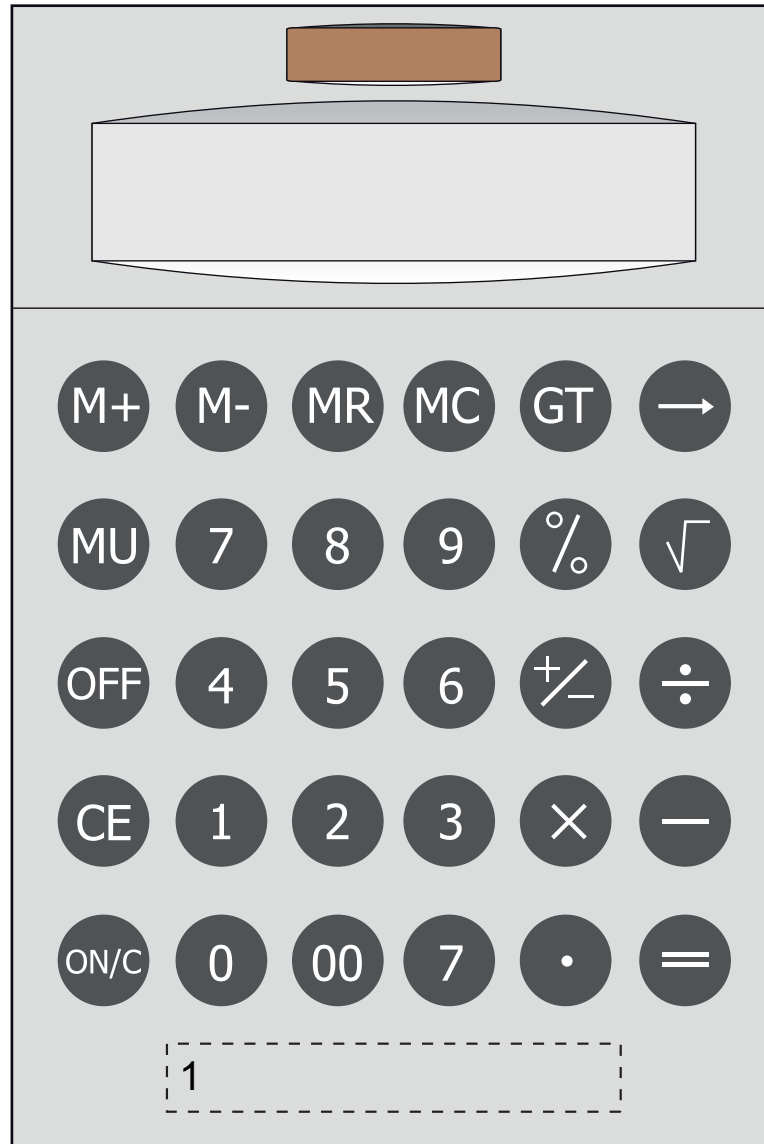 M+ M- MR MC GT →
MU 7 8 9 % √
OFF 4 5 6 +/- ÷
CE 1 2 3 × −
ON/C 0 00 7 . =
1